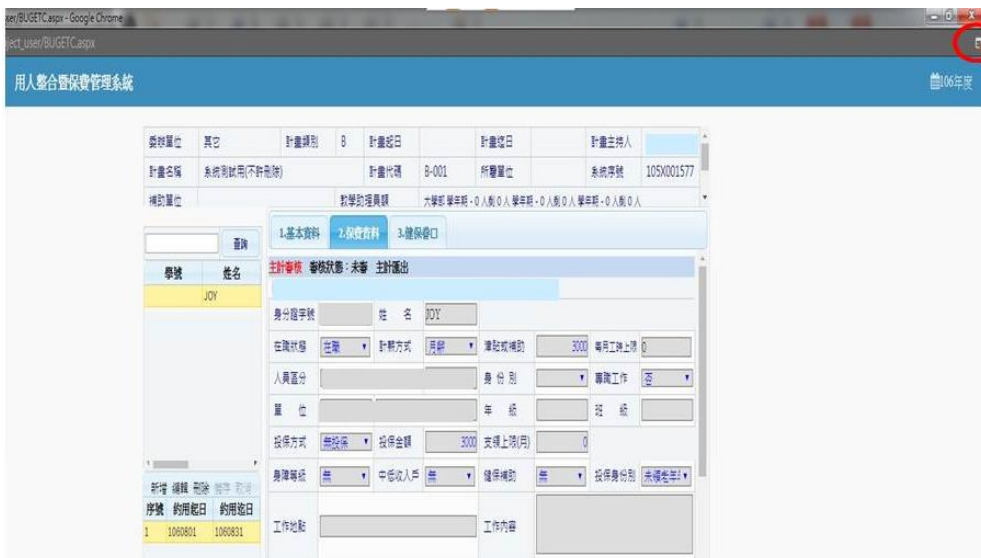 ser/BUGETC.aspx - Google Chrome
ject_user/BUGETC.aspx
用人整合暨保費管理系統 106年度
委辦單位 其它 計畫類別 B 計畫起日 計畫迄日 計畫主持人
計畫名稱 系統測試用(不許刪除) 計畫代碼 B-001 所屬單位 系統序號 105X001577
補助單位 教學助理員額 大學部 學年期 - 0 人剩 0 人 學年期 - 0 人剩 0 人 學年期 - 0 人剩 0 人
查詢
學號 姓名
JOY
1.基本資料 2.保費資料 3.健保眷口
主計審核 審核狀態：未審 主計匯出
身分證字號 姓 名 JOY
在職狀態 在職 計薪方式 月薪 津貼或補助 3000 每月工時上限 0
人員區分 身 份 別 專職工作 否
單 位 年 級 班 級
投保方式 無投保 投保金額 3000 支領上限(月) 0
身障等級 無 中低收入戶 無 健保補助 無 投保身份別 未領老年
工作地點 工作內容
新增 編輯 刪除 儲存 取消
序號 約用起日 約用迄日
1 1060801 1060831